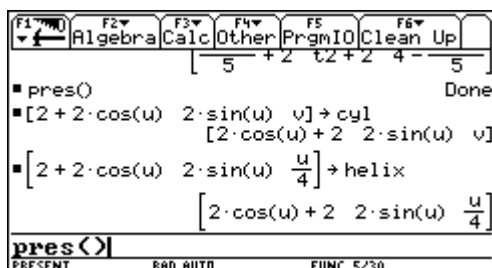 F1 F2 F3 F4 F5 F6
Algebra Calc Other PrgmIO Clean Up
5 + 2 t2 + 2 4 - 5
▪ pres() Done
▪ [2 + 2·cos(u) 2·sin(u) v] → cyl
[2·cos(u) + 2 2·sin(u) v]
▪ [2 + 2·cos(u) 2·sin(u) u/4] → helix
[2·cos(u) + 2 2·sin(u) u/4]
pres()
PRESENT RAD AUTO FUNC 5/30